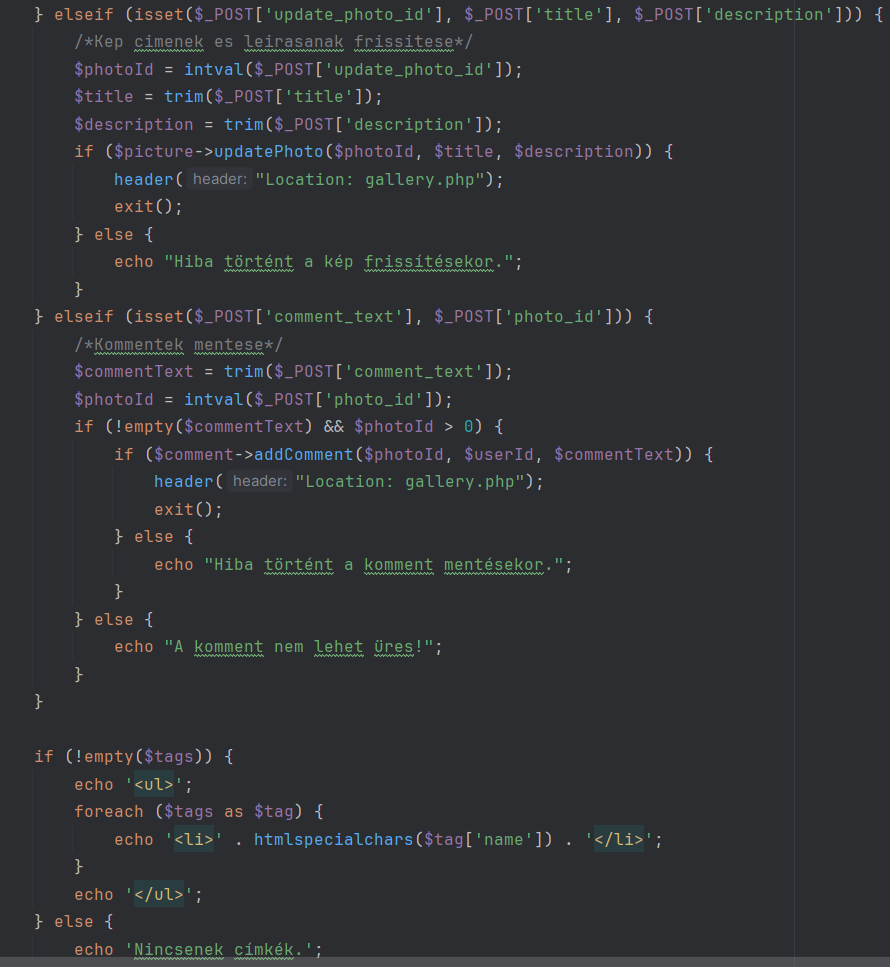 } elseif (isset($_POST['update_photo_id'], $_POST['title'], $_POST['description'])) {
/*Kep cimenek es leirasanak frissitese*/
$photoId = intval($_POST['update_photo_id']);
$title = trim($_POST['title']);
$description = trim($_POST['description']);
if ($picture->updatePhoto($photoId, $title, $description)) {
header( header: "Location: gallery.php");
exit();
} else {
echo "Hiba történt a kép frissítésekor.";
}
} elseif (isset($_POST['comment_text'], $_POST['photo_id'])) {
/*Kommentek mentese*/
$commentText = trim($_POST['comment_text']);
$photoId = intval($_POST['photo_id']);
if (!empty($commentText) && $photoId > 0) {
if ($comment->addComment($photoId, $userId, $commentText)) {
header( header: "Location: gallery.php");
exit();
} else {
echo "Hiba történt a komment mentésekor.";
}
} else {
echo "A komment nem lehet üres!";
}
}
if (!empty($tags)) {
echo '<ul>';
foreach ($tags as $tag) {
echo '<li>' . htmlspecialchars($tag['name']) . '</li>';
}
echo '</ul>';
} else {
echo 'Nincsenek címkék.';